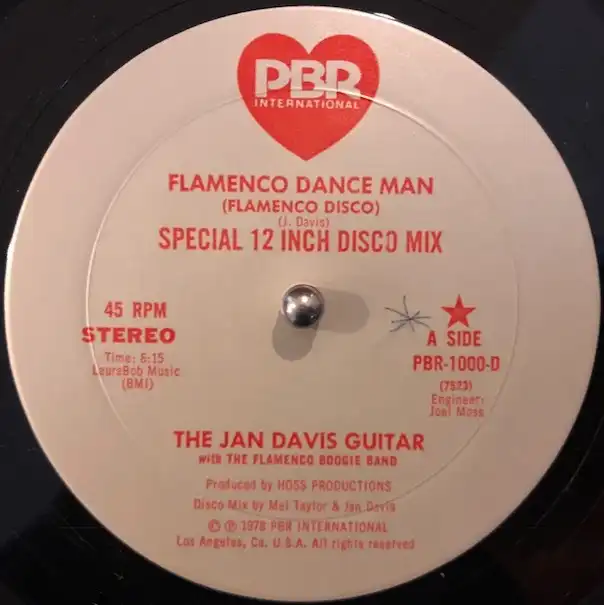 PBR
INTERNATIONAL
FLAMENCO DANCE MAN
(FLAMENCO DISCO)
(J. Davis)
SPECIAL 12 INCH DISCO MIX
45 RPM
STEREO
Time: 6:15
LauraBob Music
(BMI)
A SIDE
PBR-1000-D
(7523)
Engineer:
Joel Moss
THE JAN DAVIS GUITAR
with THE FLAMENCO BOOGIE BAND
Produced by HOSS PRODUCTIONS
Disco Mix by Mel Taylor & Jan Davis
© ℗ 1978 PBR INTERNATIONAL
Los Angeles, Ca. U.S.A. All rights reserved